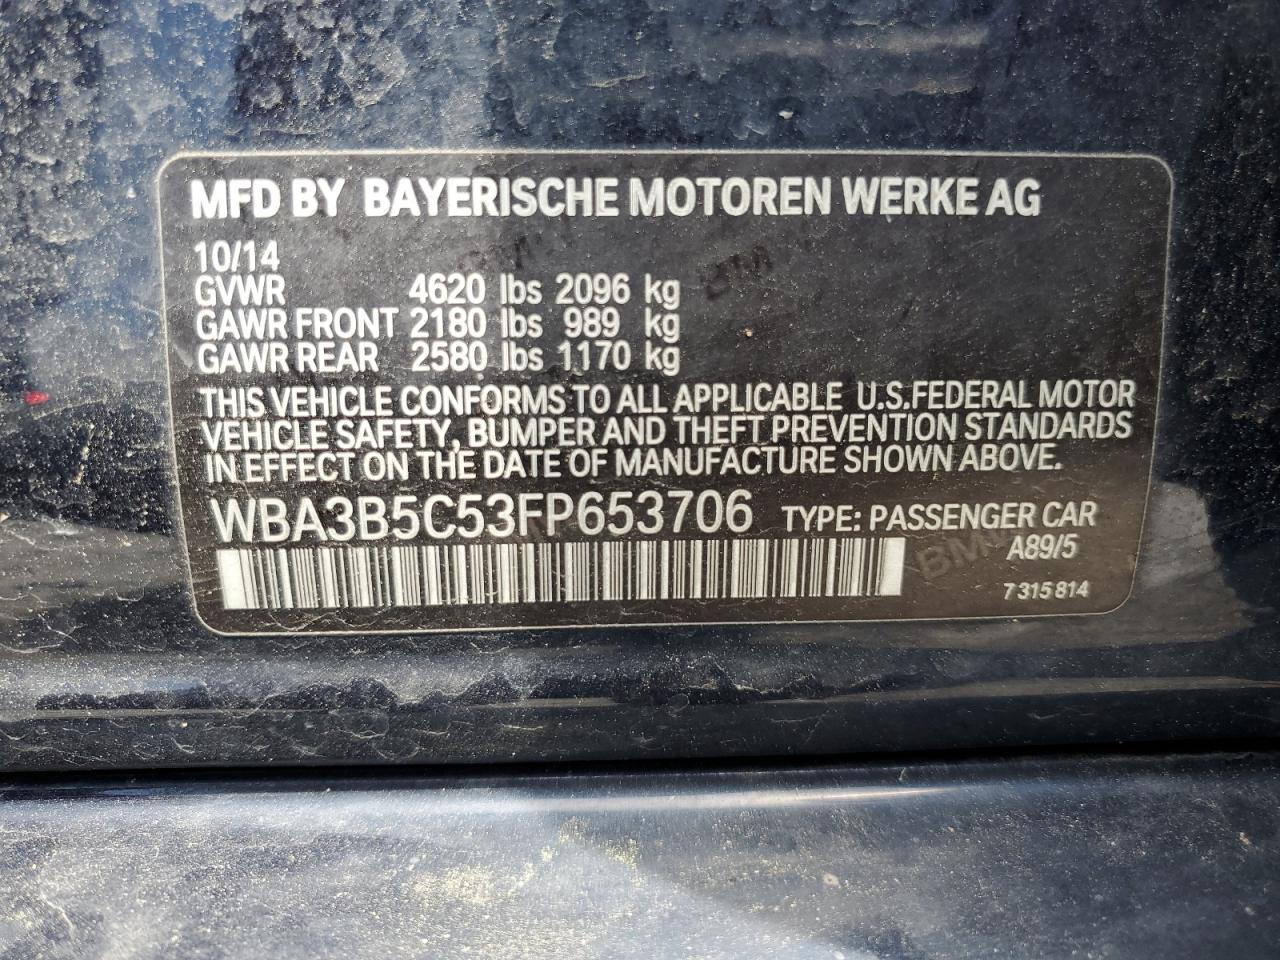 MFD BY BAYERISCHE MOTOREN WERKE AG
10/14
GVWR 4620 lbs 2096 kg
GAWR FRONT 2180 lbs 989 kg
GAWR REAR 2580 lbs 1170 kg
THIS VEHICLE CONFORMS TO ALL APPLICABLE U.S.FEDERAL MOTOR
VEHICLE SAFETY, BUMPER AND THEFT PREVENTION STANDARDS
IN EFFECT ON THE DATE OF MANUFACTURE SHOWN ABOVE.
WBA3B5C53FP653706 TYPE: PASSENGER CAR
A89/5
7 315 814
BMW